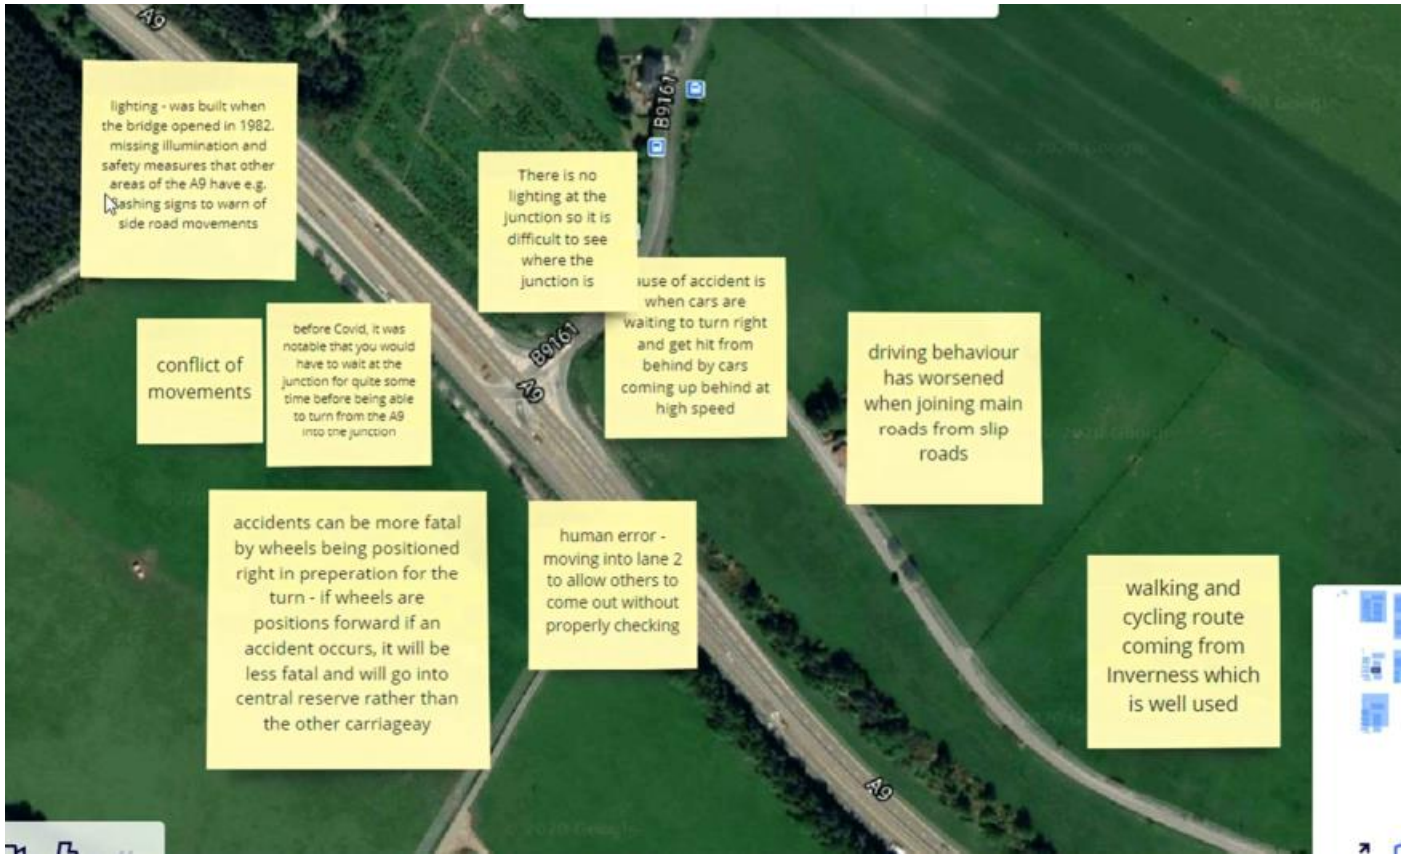 A9
lighting - was built when
the bridge opened in 1982.
missing illumination and
safety measures that other
areas of the A9 have e.g.
flashing signs to warn of
side road movements
B9161
There is no
lighting at the
junction so it is
difficult to see
where the
junction is
ause of accident is
when cars are
waiting to turn right
and get hit from
behind by cars
coming up behind at
high speed
conflict of
movements
before Covid, it was
notable that you would
have to wait at the
junction for quite some
time before being able
to turn from the A9
into the junction
B9161
A9
driving behaviour
has worsened
when joining main
roads from slip
roads
accidents can be more fatal
by wheels being positioned
right in preperation for the
turn - if wheels are
positions forward if an
accident occurs, it will be
less fatal and will go into
central reserve rather than
the other carriageay
human error -
moving into lane 2
to allow others to
come out without
properly checking
walking and
cycling route
coming from
Inverness which
is well used
A9